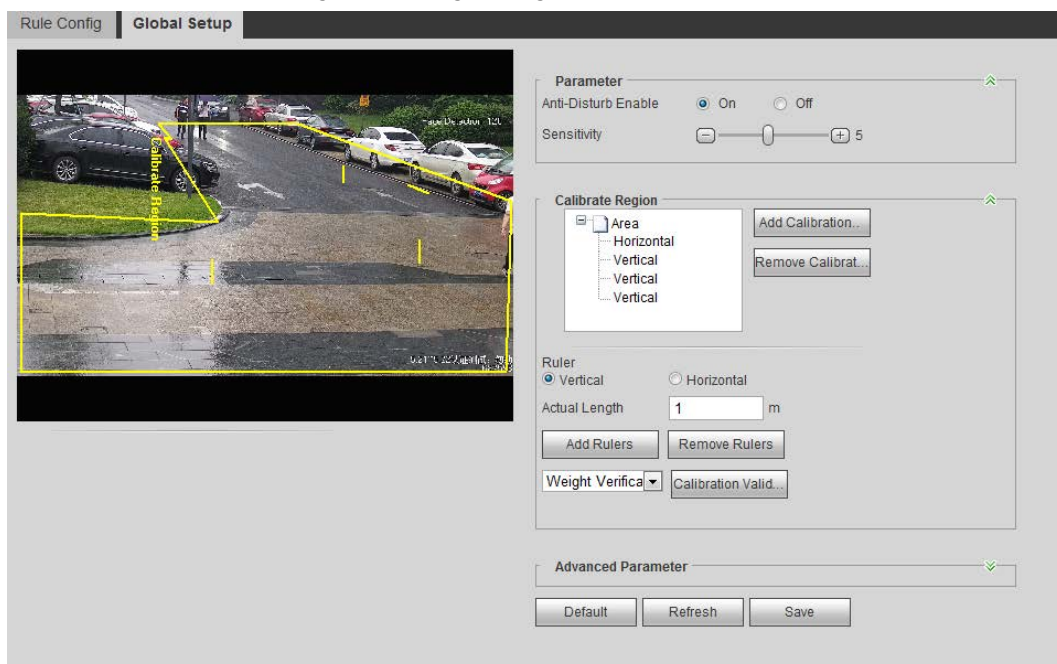 Rule Config Global Setup
Calibrate Region
Parameter
Anti-Disturb Enable On Off
Sensitivity - + 5
Calibrate Region
Area
Horizontal
Vertical
Vertical
Vertical
Add Calibration..
Remove Calibrat...
Ruler
Vertical Horizontal
Actual Length 1 m
Add Rulers Remove Rulers
Weight Verifica Calibration Valid...
Advanced Parameter
Default Refresh Save